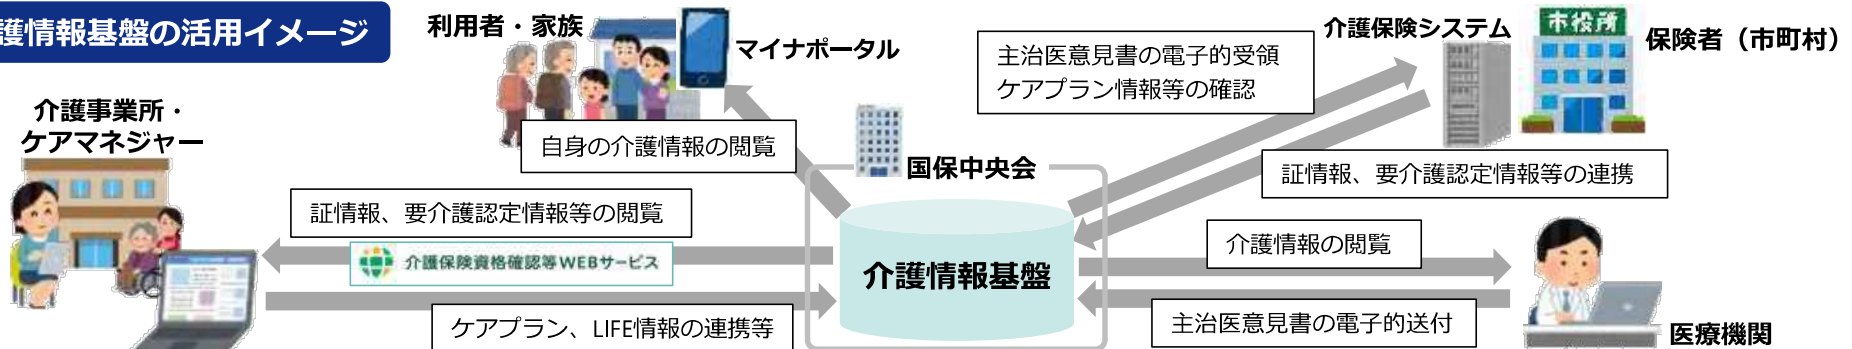 護情報基盤の活用イメージ
利用者・家族
マイナポータル
介護保険システム
市役所
保険者（市町村）
主治医意見書の電子的受領
ケアプラン情報等の確認
介護事業所・
ケアマネジャー
自身の介護情報の閲覧
国保中央会
証情報、要介護認定情報等の連携
証情報、要介護認定情報等の閲覧
介護保険資格確認等WEBサービス
介護情報の閲覧
介護情報基盤
ケアプラン、LIFE情報の連携等
主治医意見書の電子的送付
医療機関